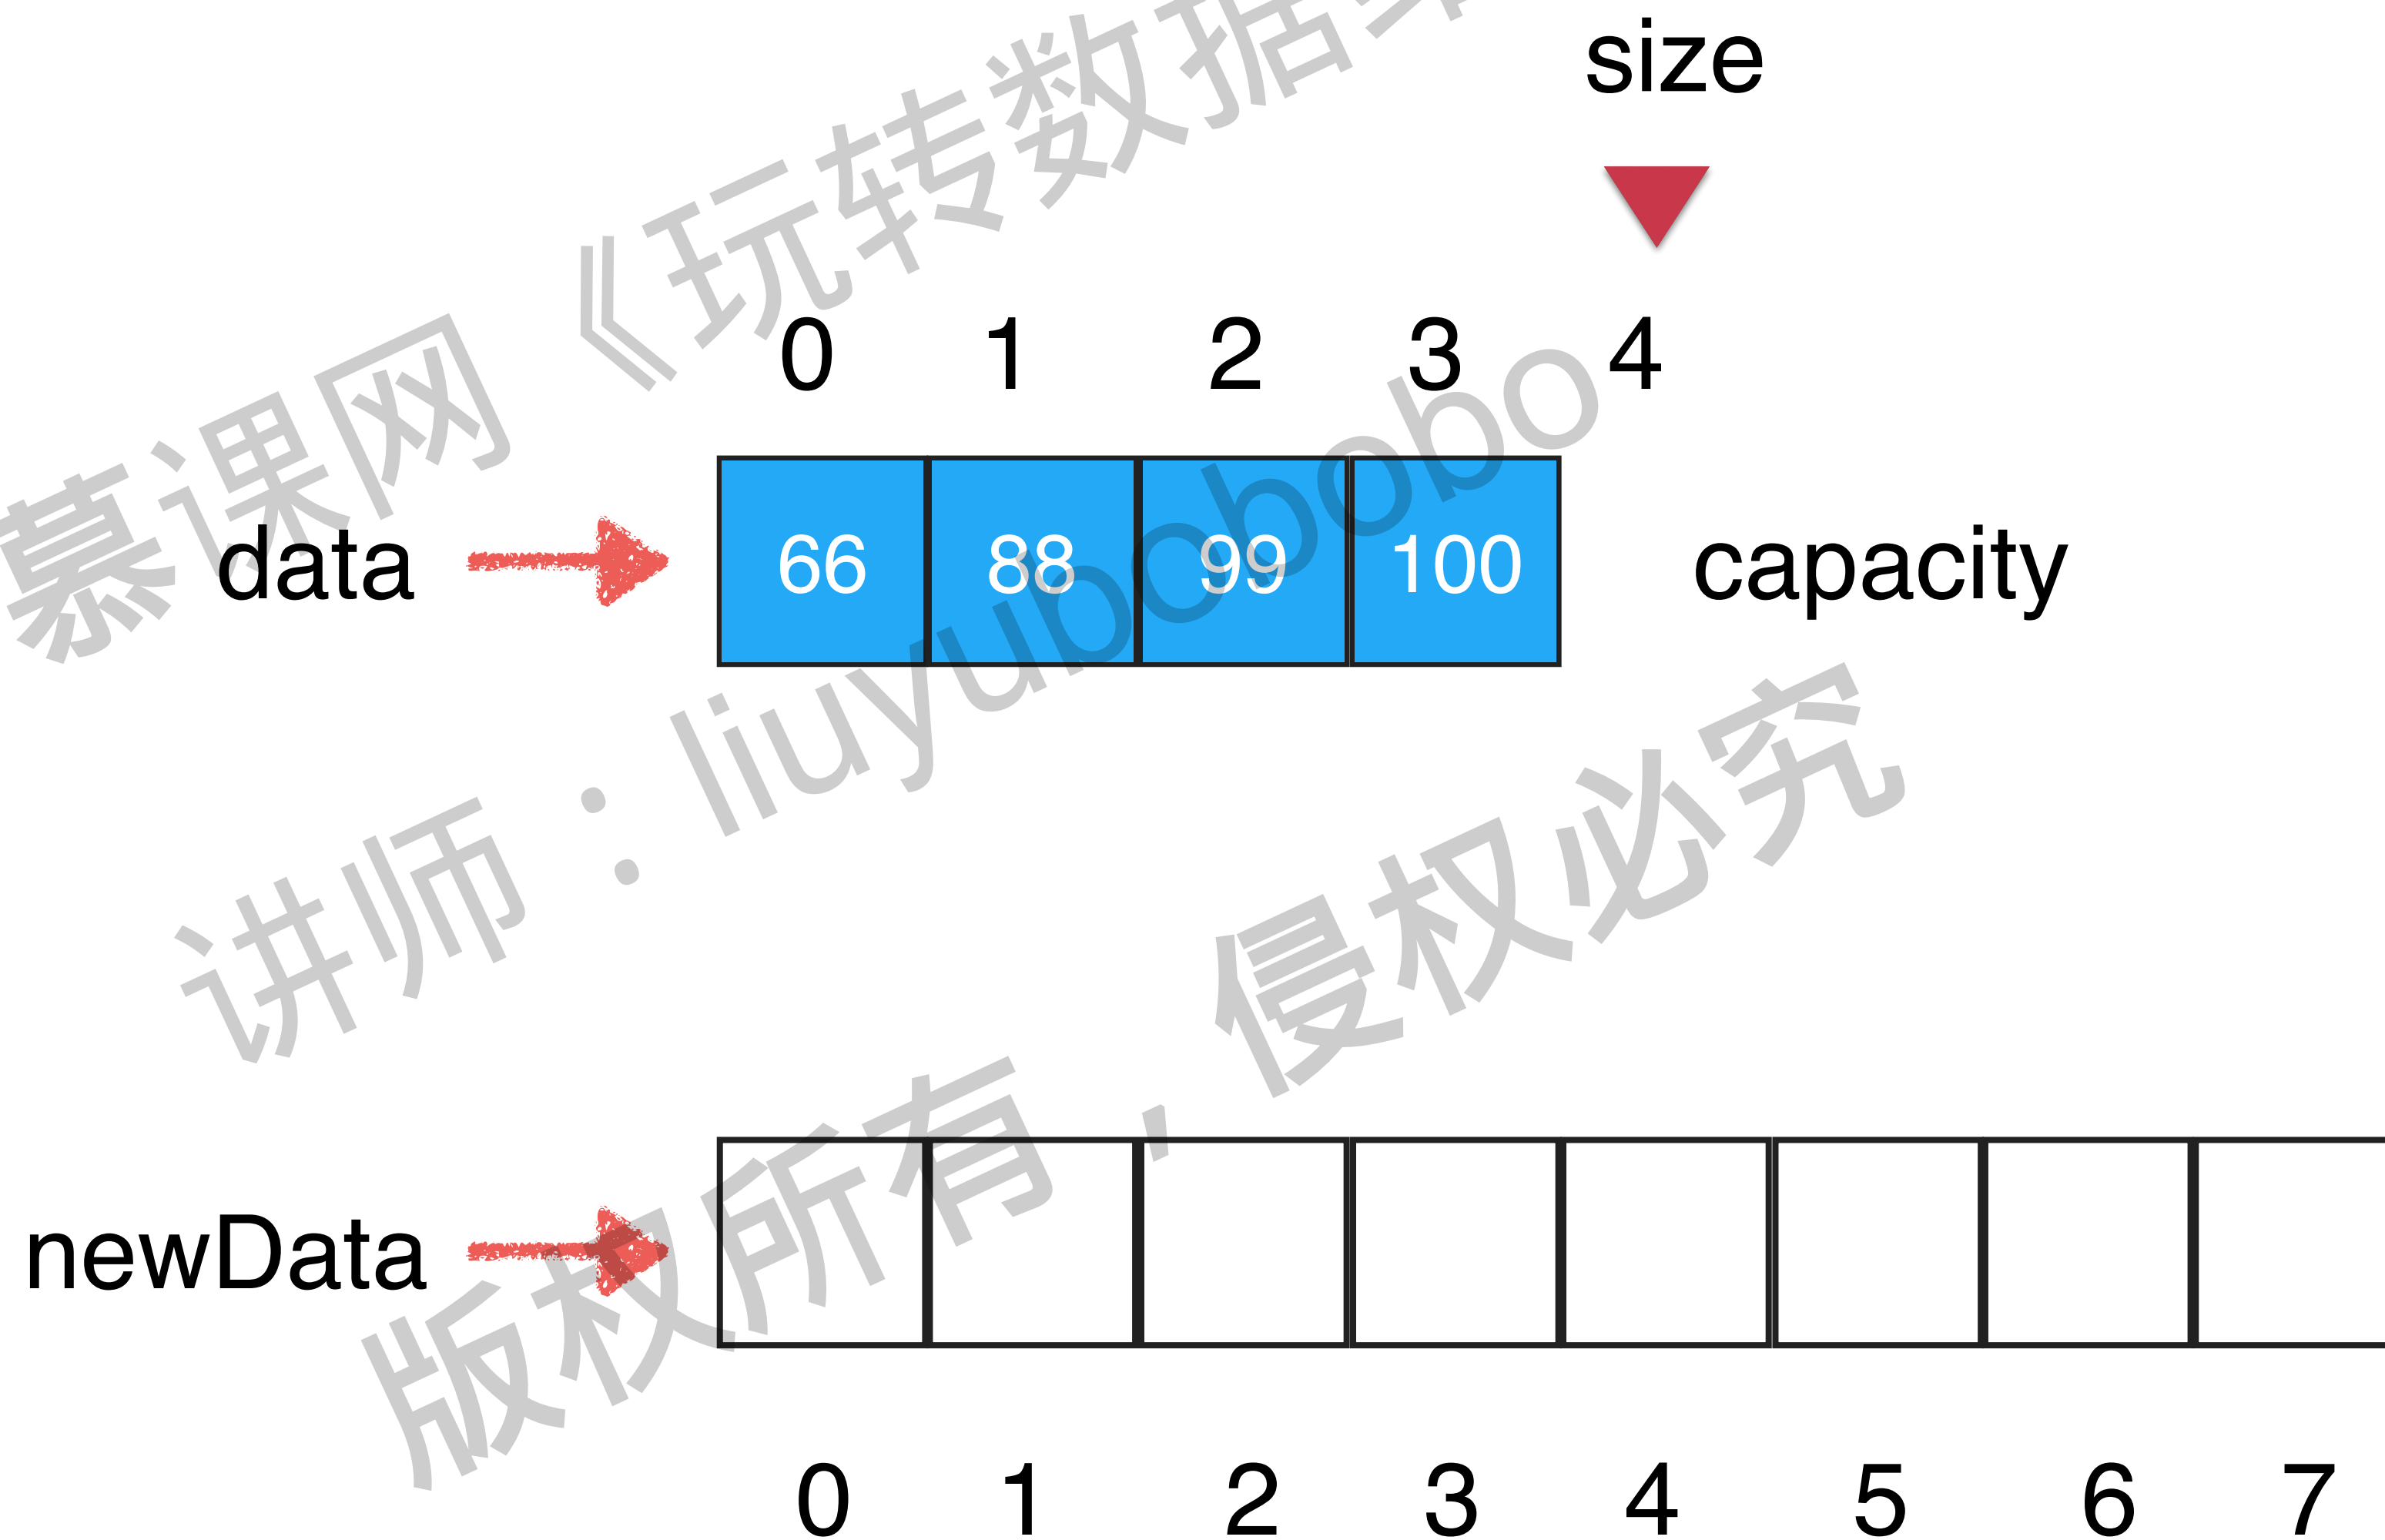 size
0 1 2 3 4
data 66 88 99 100 capacity
newData
0 1 2 3 4 5 6 7
慕课网《玩转数据
讲师：liuyubobobo
版权所有，侵权必究